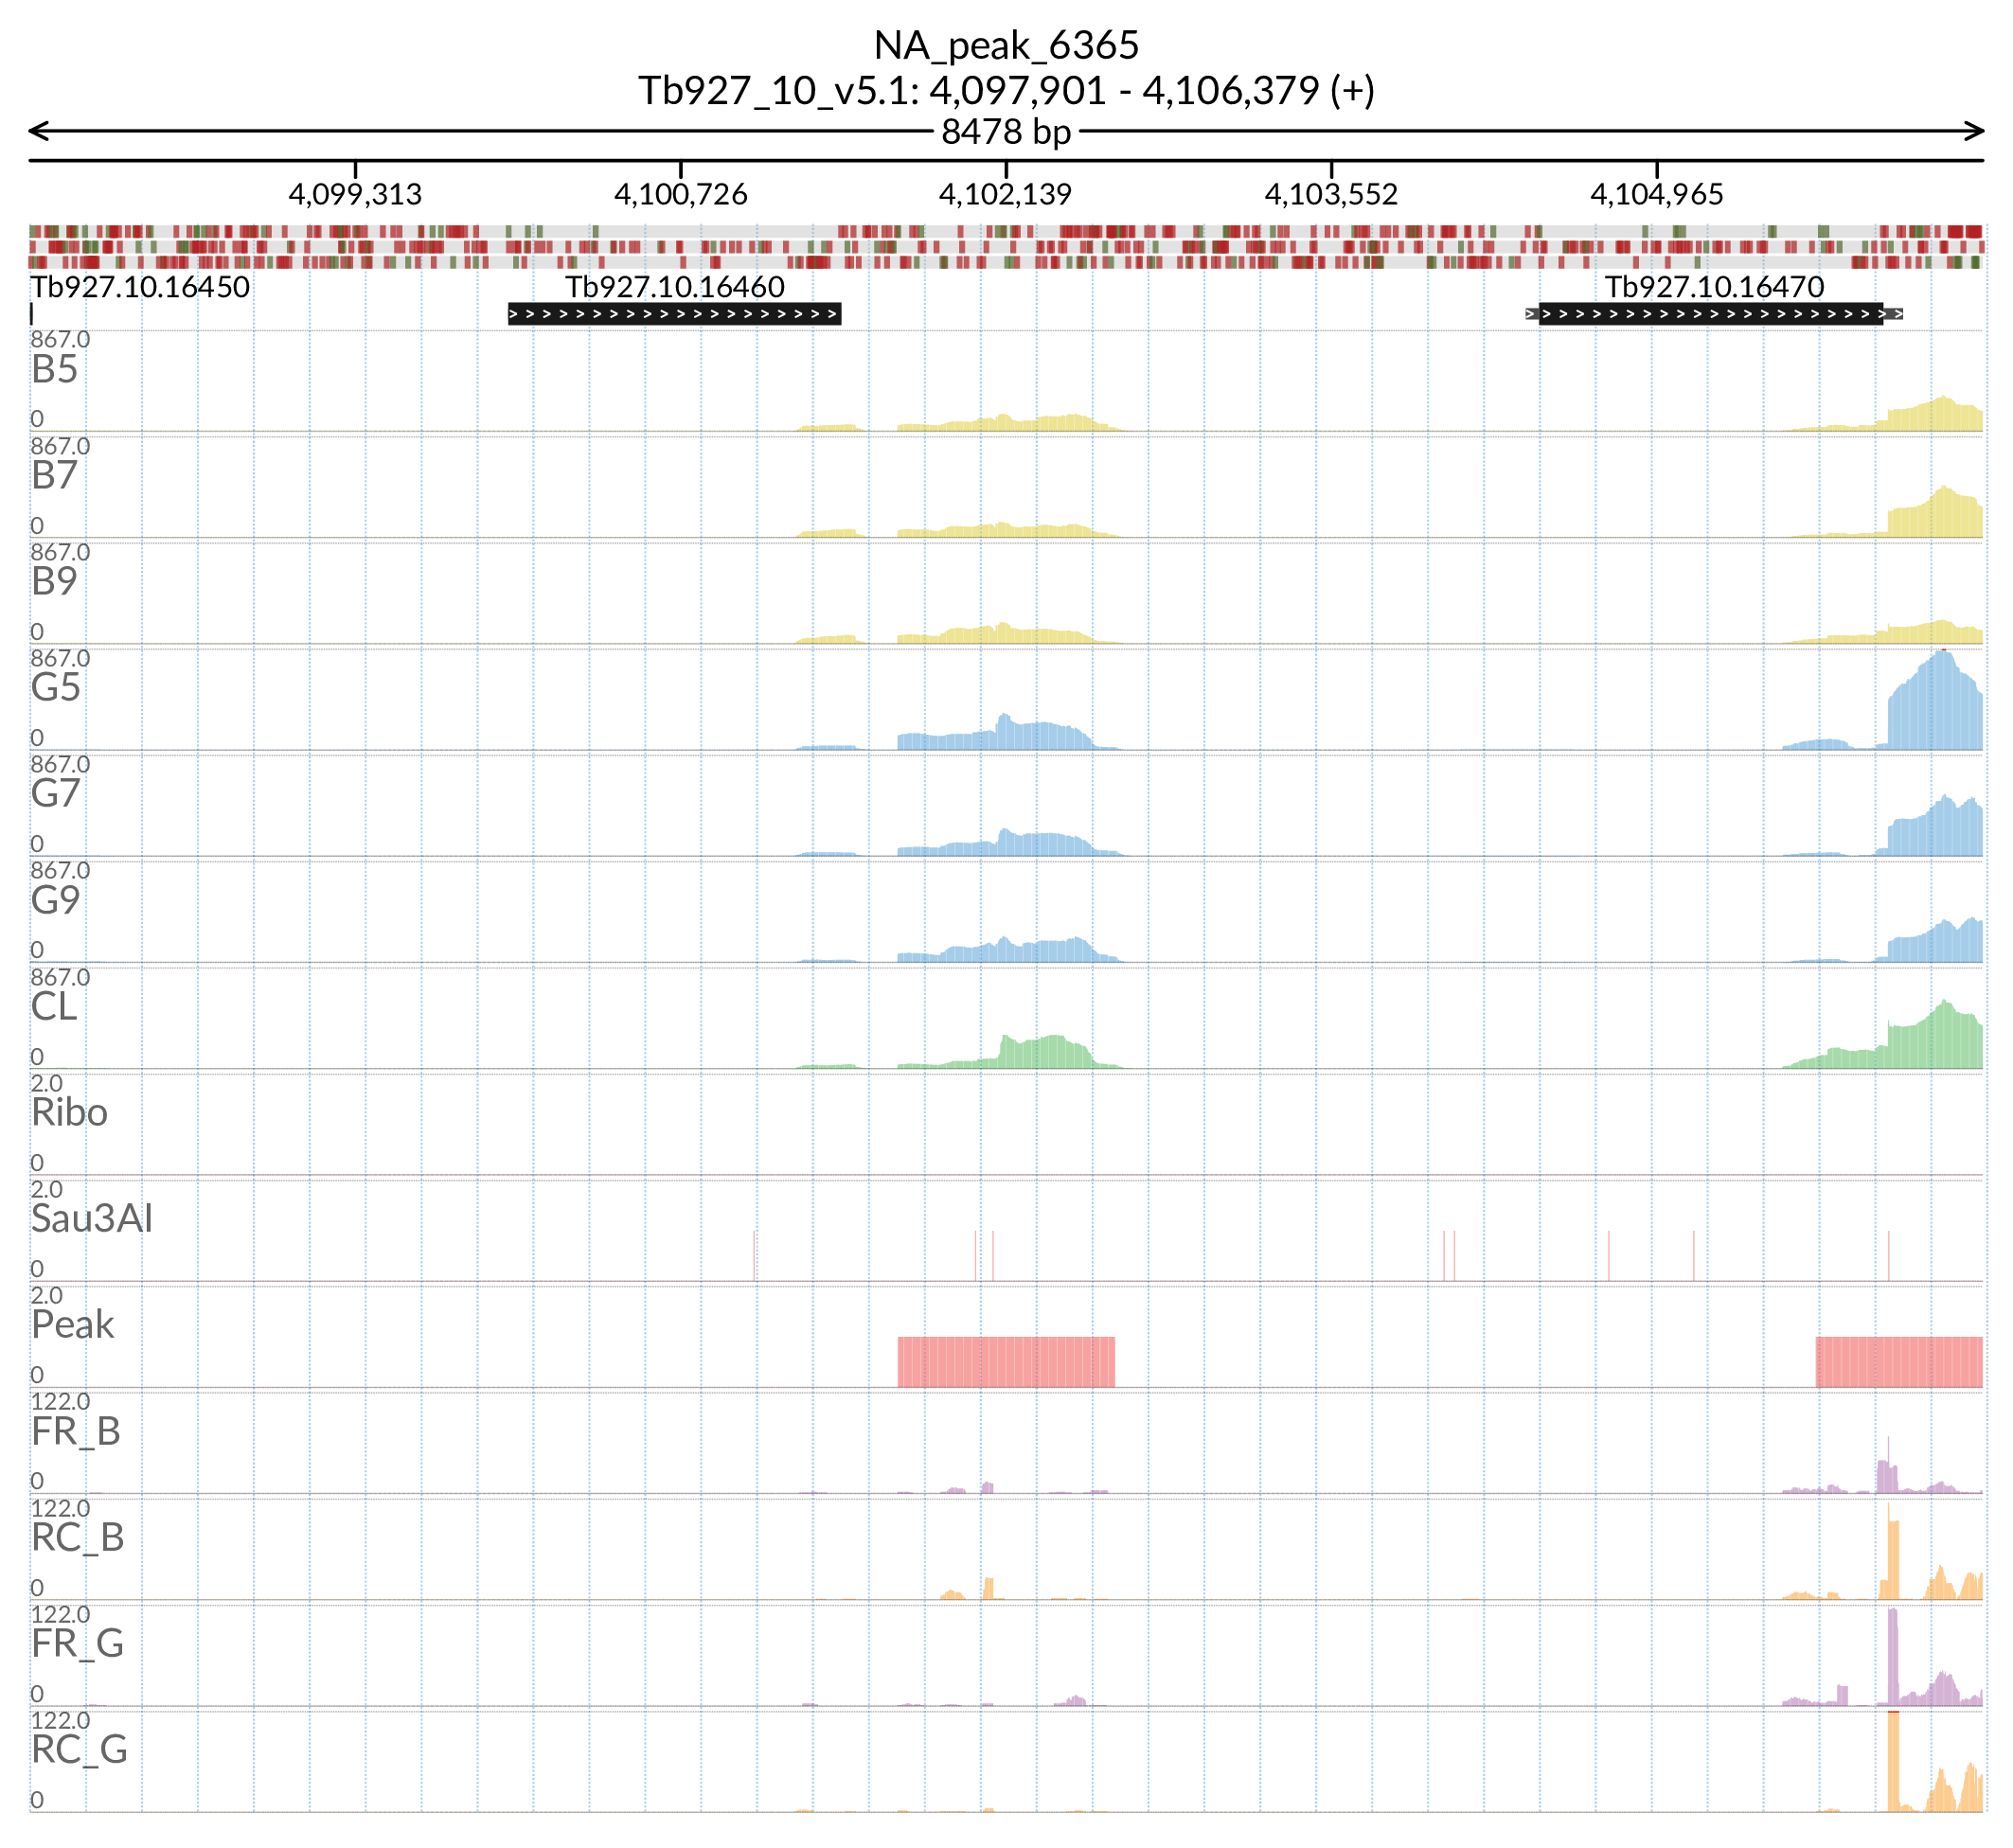 NA_peak_6365
Tb927_10_v5.1: 4,097,901 - 4,106,379 (+)
8478 bp
4,099,313 4,100,726 4,102,139 4,103,552 4,104,965
Tb927.10.16450 Tb927.10.16460 Tb927.10.16470
867.0
B5
0
867.0
B7
0
867.0
B9
0
867.0
G5
0
867.0
G7
0
867.0
G9
0
867.0
CL
0
2.0
Ribo
0
2.0
Sau3AI
0
2.0
Peak
0
122.0
FR_B
0
122.0
RC_B
0
122.0
FR_G
0
122.0
RC_G
0